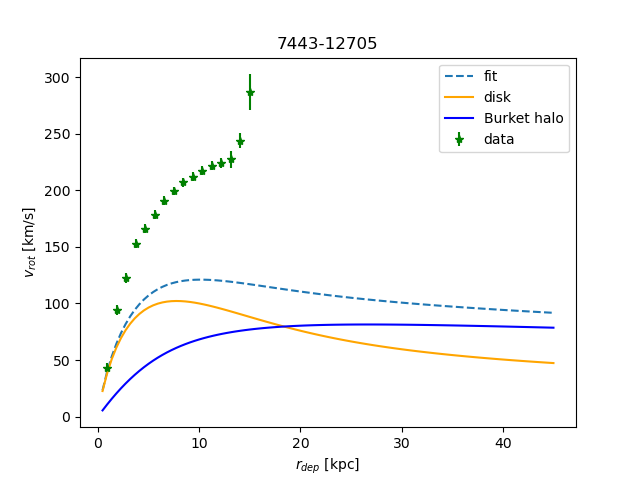 7443-12705
fit
disk
Burket halo
data
v_rot [km/s]
300
250
200
150
100
50
0
0 10 20 30 40
r_dep [kpc]